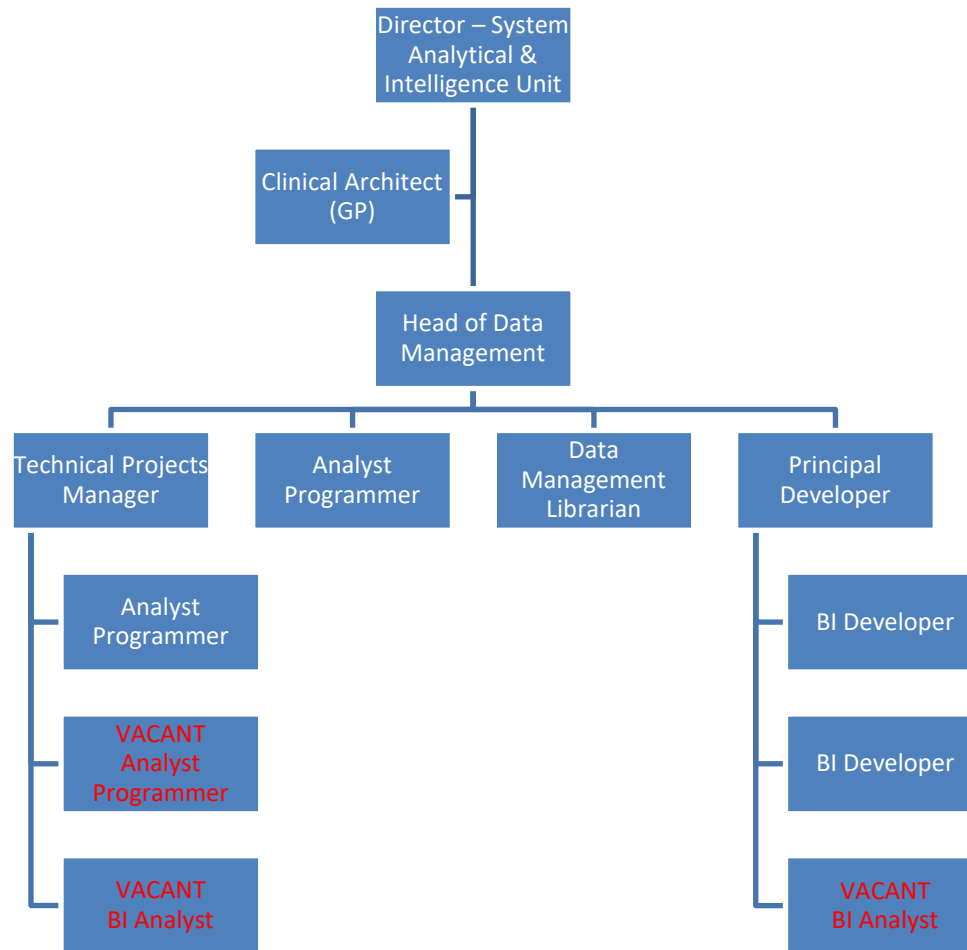 Director – System
Analytical &
Intelligence Unit
Clinical Architect
(GP)
Head of Data
Management
Technical Projects
Manager
Analyst
Programmer
Data
Management
Librarian
Principal
Developer
Analyst
Programmer
BI Developer
VACANT
Analyst
Programmer
BI Developer
VACANT
BI Analyst
VACANT
BI Analyst